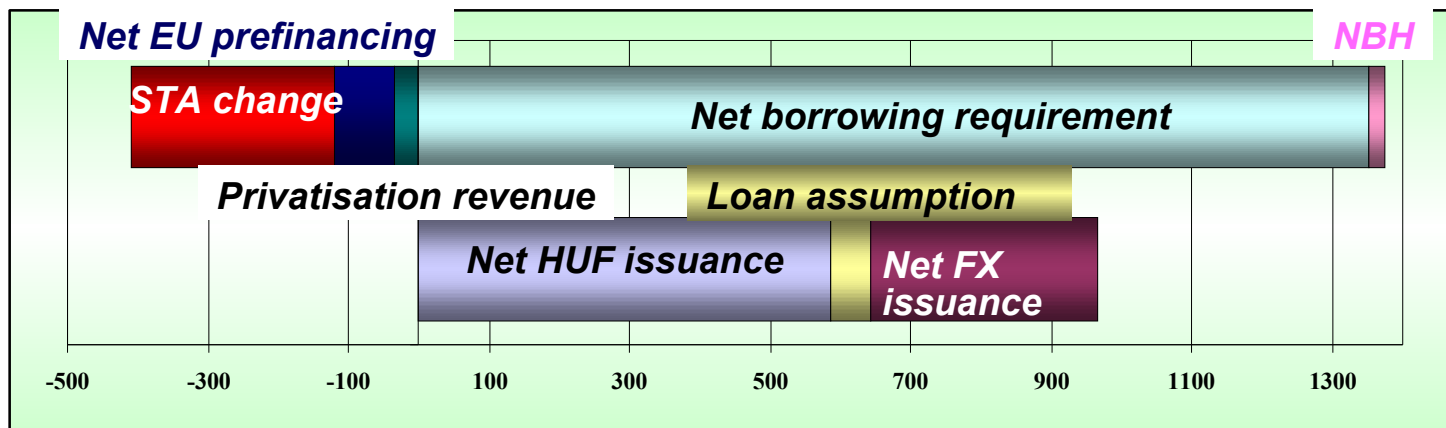 Net EU prefinancing
NBH
STA change
Net borrowing requirement
Privatisation revenue
Loan assumption
Net HUF issuance
Net FX
issuance
-500 -300 -100 100 300 500 700 900 1100 1300